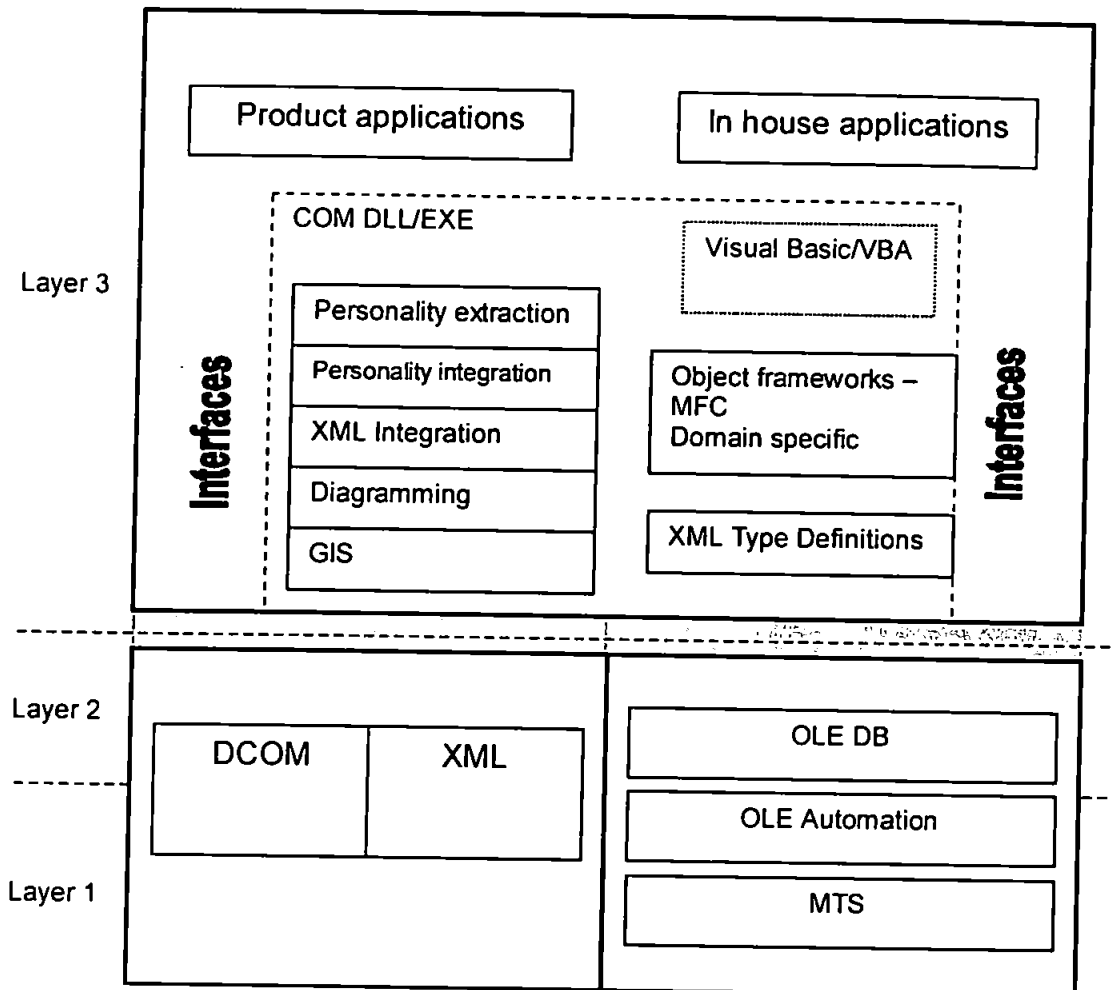 Product applications
In house applications
COM DLL/EXE
Visual Basic/VBA
Layer 3
Personality extraction
Personality integration
XML Integration
Diagramming
GIS
Object frameworks –
MFC
Domain specific
XML Type Definitions
Interfaces
Interfaces
Layer 2
DCOM
XML
OLE DB
OLE Automation
Layer 1
MTS